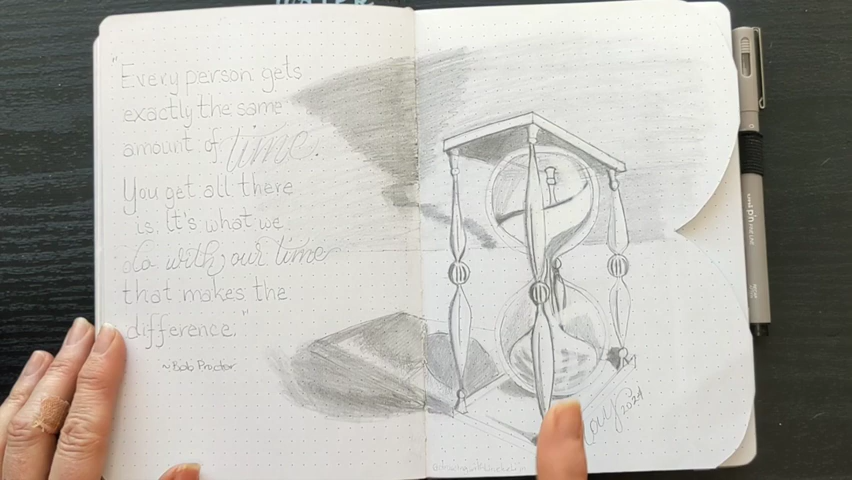 "Every person gets
exactly the same
amount of time.
You get all there
is. It's what we
do with our time
that makes the
difference."
~Bob Proctor
2024